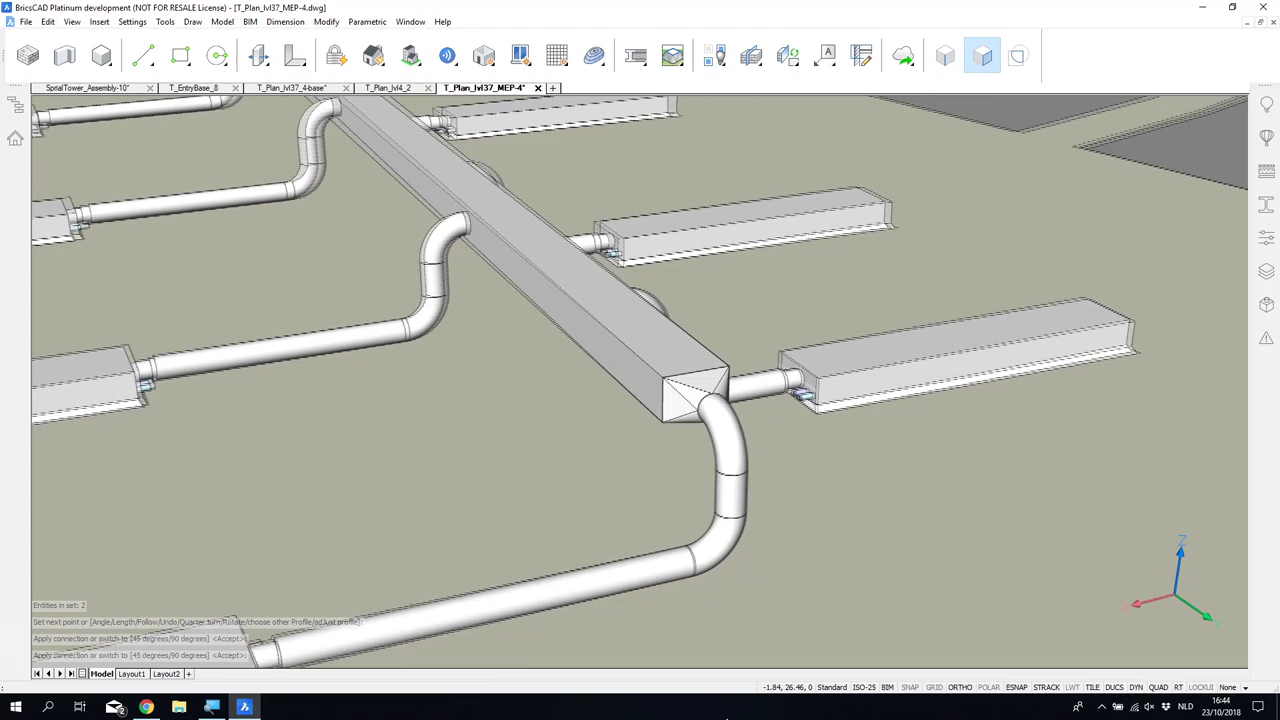 BricsCAD Platinum development (NOT FOR RESALE License) - [T_Plan_lvl37_MEP-4.dwg]
File Edit View Insert Settings Tools Draw Model BIM Dimension Modify Parametric Window Help
SprialTower_Assembly-10* T_EntryBase_8 T_Plan_lvl37_4-base* T_Plan_lvl4_2 T_Plan_lvl37_MEP-4*
Z
X
Y
Entities in set: 2
Set next point or [Angle/Length/Follow/Undo/Quarter turn/Rotate/choose other Profile/adJust profile]:
Apply connection or switch to [45 degrees/90 degrees] <Accept>:
Apply connection or switch to [45 degrees/90 degrees] <Accept>:
Model Layout1 Layout2
: -1.84, 26.46, 0 Standard ISO-25 BIM SNAP GRID ORTHO POLAR ESNAP STRACK LWT TILE DUCS DYN QUAD RT LOCKUI None
2 NLD 16:44
23/10/2018